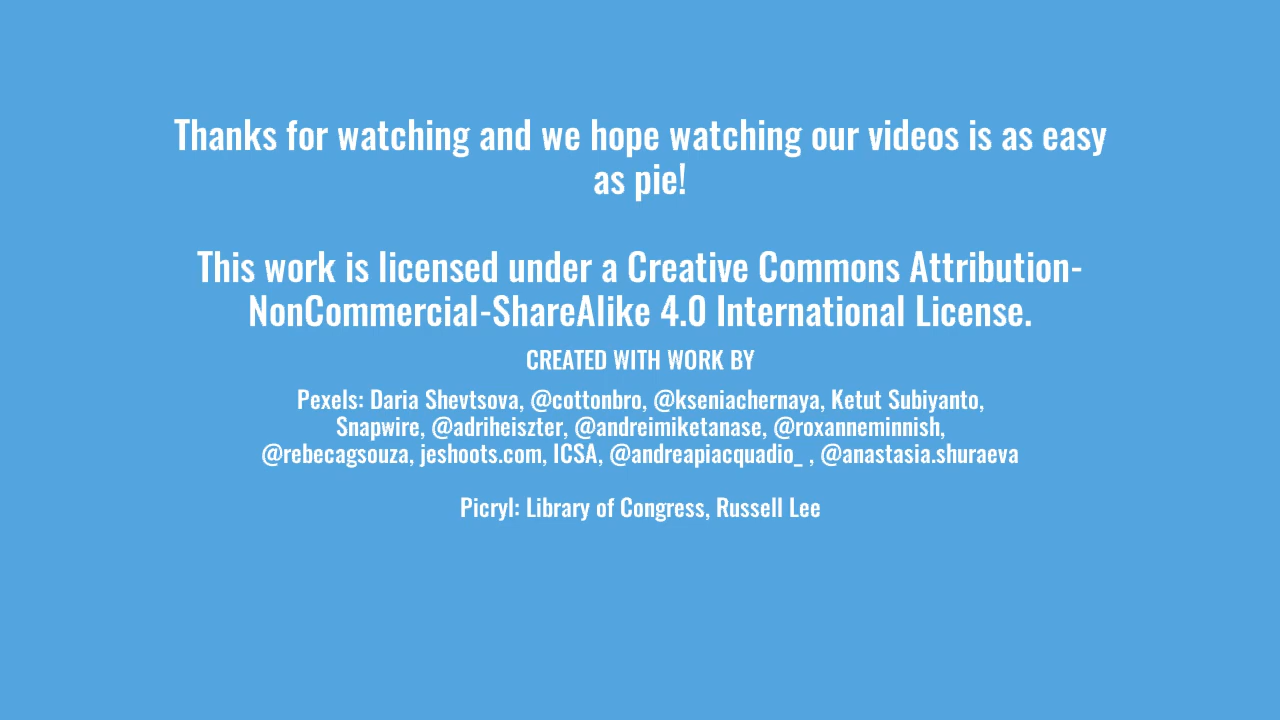 Thanks for watching and we hope watching our videos is as easy
as pie!
This work is licensed under a Creative Commons Attribution-
NonCommercial-ShareAlike 4.0 International License.
CREATED WITH WORK BY
Pexels: Daria Shevtsova, @cottonbro, @kseniachernaya, Ketut Subiyanto,
Snapwire, @adriheiszter, @andreimiketanase, @roxanneminnish,
@rebecagsouza, jeshoots.com, ICSA, @andreapiacquadio_ , @anastasia.shuraeva
Picryl: Library of Congress, Russell Lee